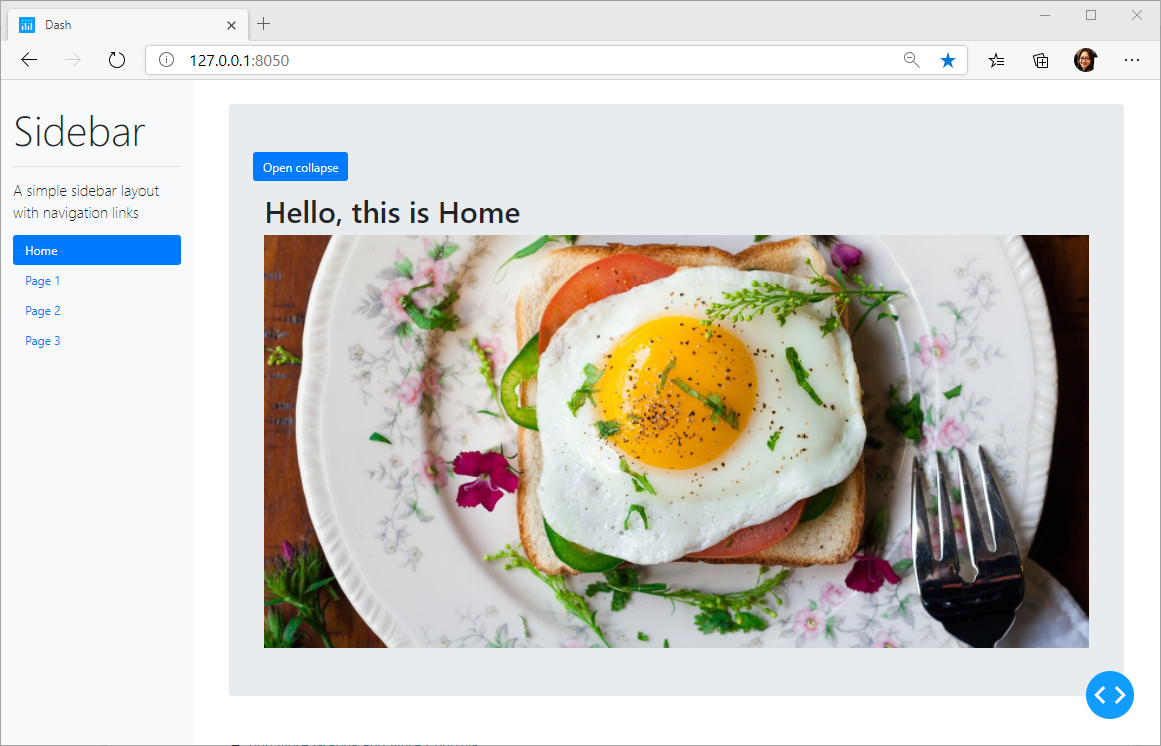 Dash
127.0.0.1:8050
Sidebar
A simple sidebar layout
with navigation links
Home
Page 1
Page 2
Page 3
Open collapse
Hello, this is Home